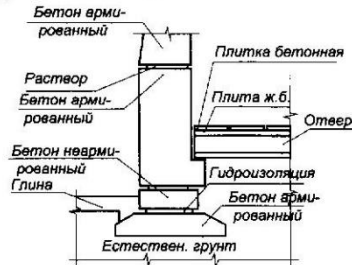 Бетон арми-
рованный
Плитка бетонная
Раствор
Плита ж.б.
Бетон арми-
рованный
Отвер
Бетон неарми-
рованный
Гидроизоляция
Глина
Бетон арми-
рованный
Естествен. грунт